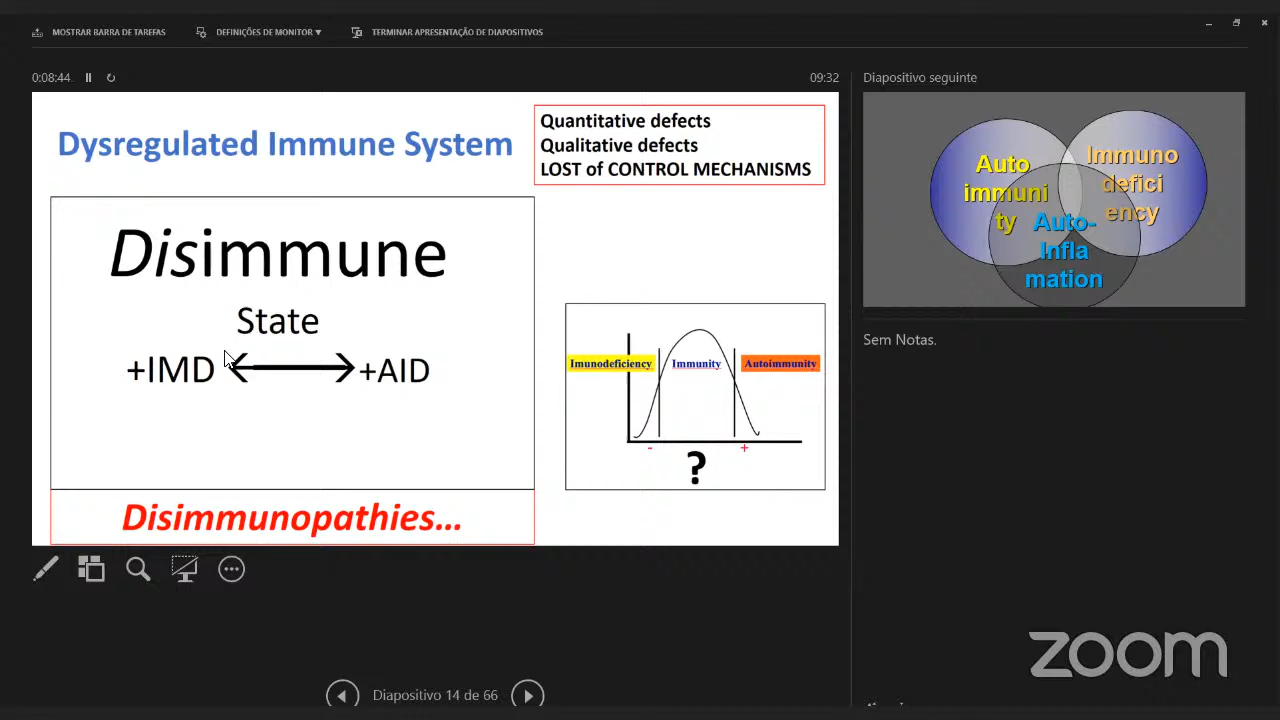 MOSTRAR BARRA DE TAREFAS
DEFINIÇÕES DE MONITOR ▼
TERMINAR APRESENTAÇÃO DE DIAPOSITIVOS
0:08:44
09:32
Diapositivo seguinte
Dysregulated Immune System
Quantitative defects
Qualitative defects
LOST of CONTROL MECHANISMS
Disimmune
State
+IMD
+AID
Disimmunopathies...
Imunodeficiency
Immunity
Autoimmunity
-
+
?
Auto
immuni
ty
Immuno
defici
ency
Auto-
Infla
mation
Sem Notas.
Diapositivo 14 de 66
zoom